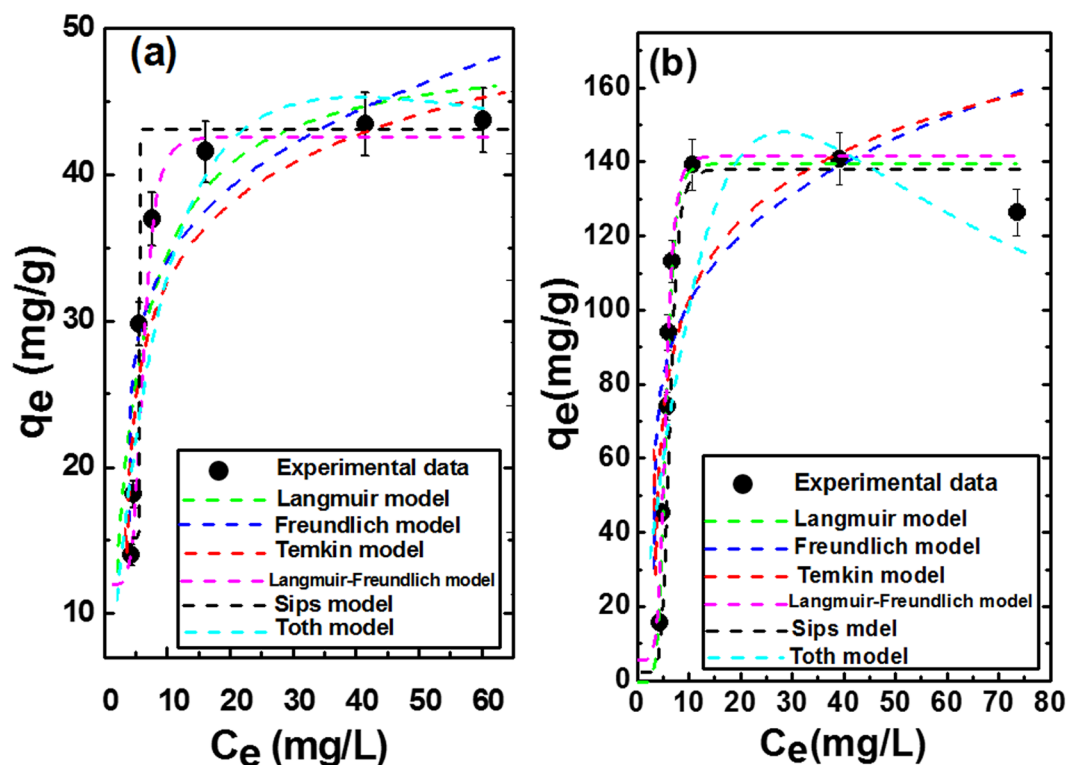 (a)
50
40
30
20
10
qe (mg/g)
0 10 20 30 40 50 60
Ce (mg/L)
Experimental data
Langmuir model
Freundlich model
Temkin model
Langmuir-Freundlich model
Sips model
Toth model
(b)
160
140
120
100
80
60
40
20
0
qe(mg/g)
0 10 20 30 40 50 60 70 80
Ce(mg/L)
Experimental data
Langmuir model
Freundlich model
Temkin model
Langmuir-Freundlich model
Sips mdel
Toth model